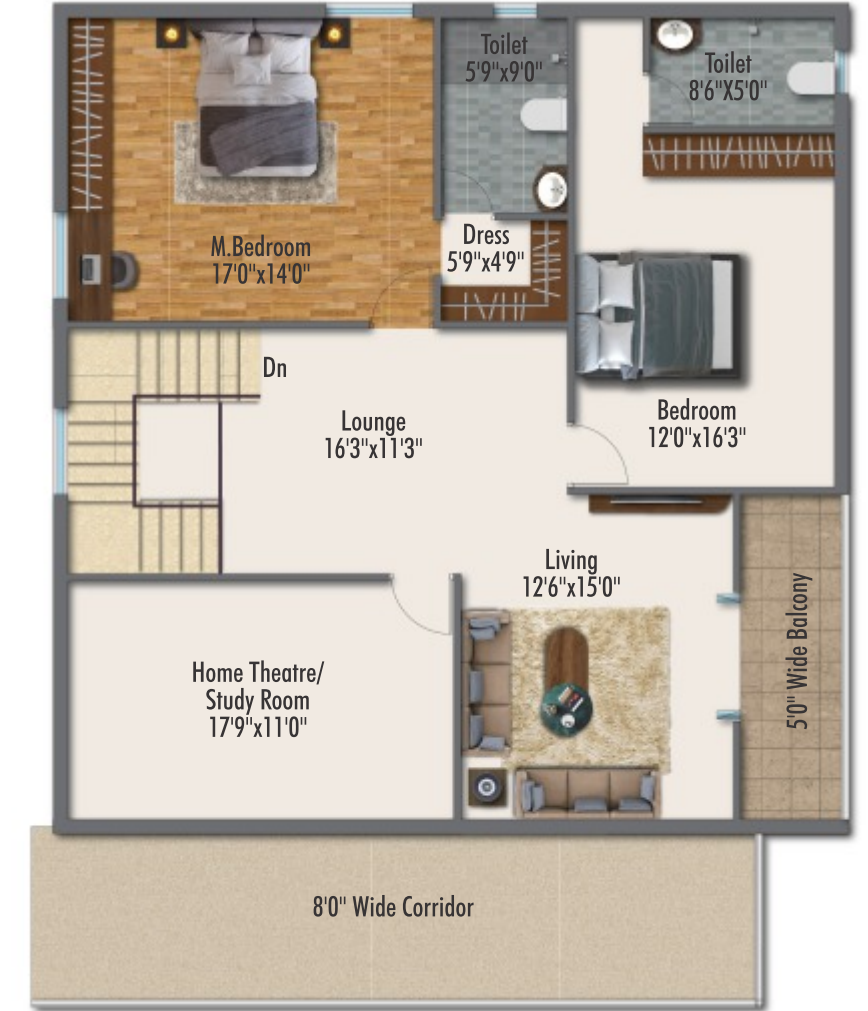 Toilet
5'9"x9'0"
Toilet
8'6"X5'0"
M.Bedroom
17'0"x14'0"
Dress
5'9"x4'9"
Dn
Lounge
16'3"x11'3"
Bedroom
12'0"x16'3"
Living
12'6"x15'0"
Home Theatre/
Study Room
17'9"x11'0"
5'0" Wide Balcony
8'0" Wide Corridor